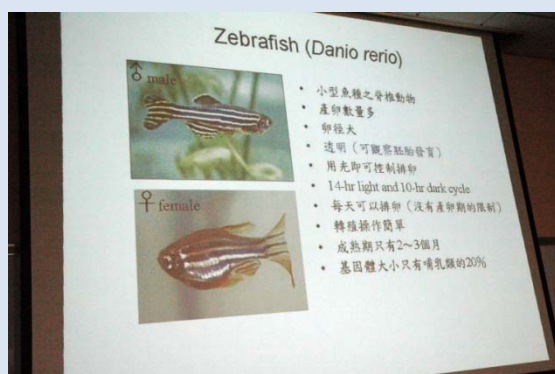 Zebrafish (Danio rerio)
♂ male
♀ female
• 小型魚種之脊椎動物
• 產卵數量多
• 卵徑大
• 透明（可觀察胚胎發育）
• 用光即可控制排卵
• 14-hr light and 10-hr dark cycle
• 每天可以排卵（沒有產卵期的限制）
• 轉殖操作簡單
• 成熟期只有2～3個月
• 基因體大小只有哺乳類的20%